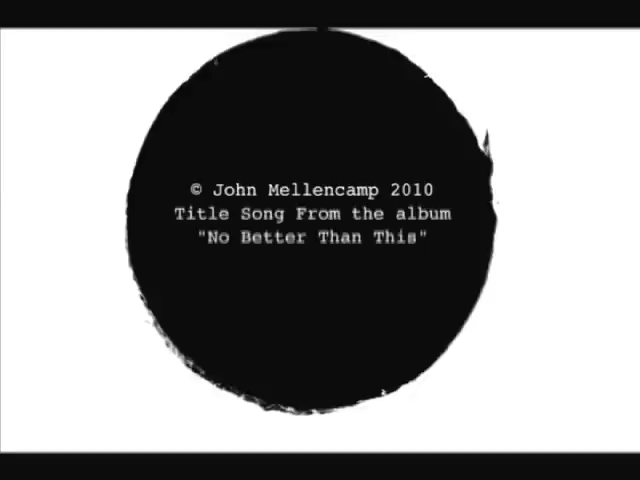 © John Mellencamp 2010
Title Song From the album
"No Better Than This"